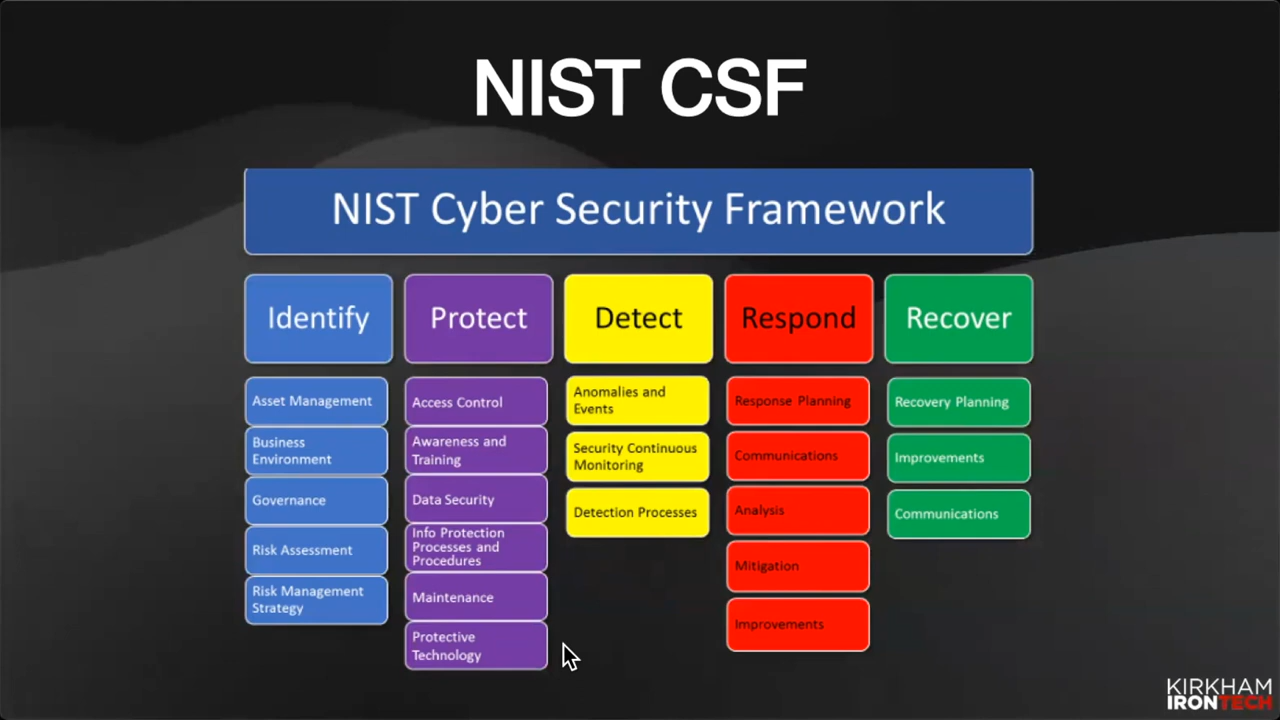 NIST CSF
NIST Cyber Security Framework
Identify
Protect
Detect
Respond
Recover
Asset Management
Business
Environment
Governance
Risk Assessment
Risk Management
Strategy
Access Control
Awareness and
Training
Data Security
Info Protection
Processes and
Procedures
Maintenance
Protective
Technology
Anomalies and
Events
Security Continuous
Monitoring
Detection Processes
Response Planning
Communications
Analysis
Mitigation
Improvements
Recovery Planning
Improvements
Communications
KIRKHAM
IRONTECH